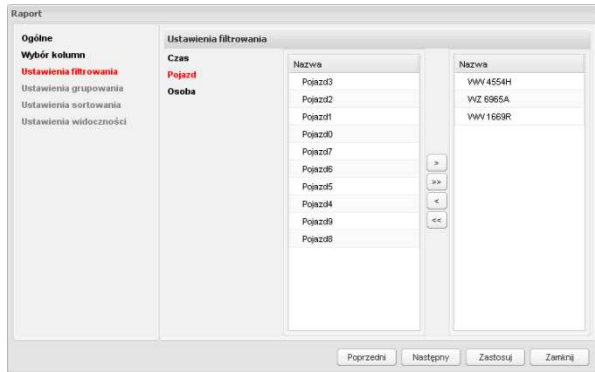 Raport
Ogólne
Wybór kolumn
Ustawienia filtrowania
Ustawienia grupowania
Ustawienia sortowania
Ustawienia widoczności
Ustawienia filtrowania
Czas
Pojazd
Osoba
Nazwa
Pojazd3
Pojazd2
Pojazd1
Pojazd0
Pojazd7
Pojazd6
Pojazd5
Pojazd4
Pojazd9
Pojazd8
>
>>
<
<<
Nazwa
WW 4554H
WZ 6965A
WW 1669R
Poprzedni
Następny
Zastosuj
Zamknij